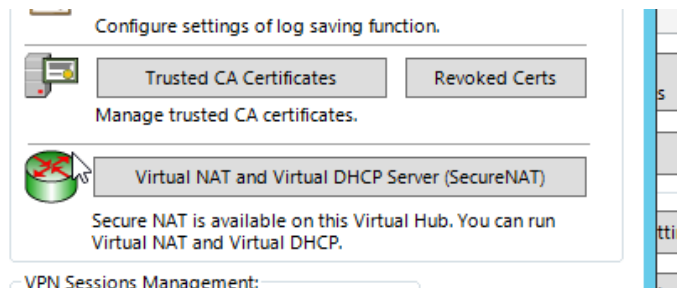 Configure settings of log saving function.
Trusted CA Certificates
Revoked Certs
Manage trusted CA certificates.
Virtual NAT and Virtual DHCP Server (SecureNAT)
Secure NAT is available on this Virtual Hub. You can run
Virtual NAT and Virtual DHCP.
VPN Sessions Management: